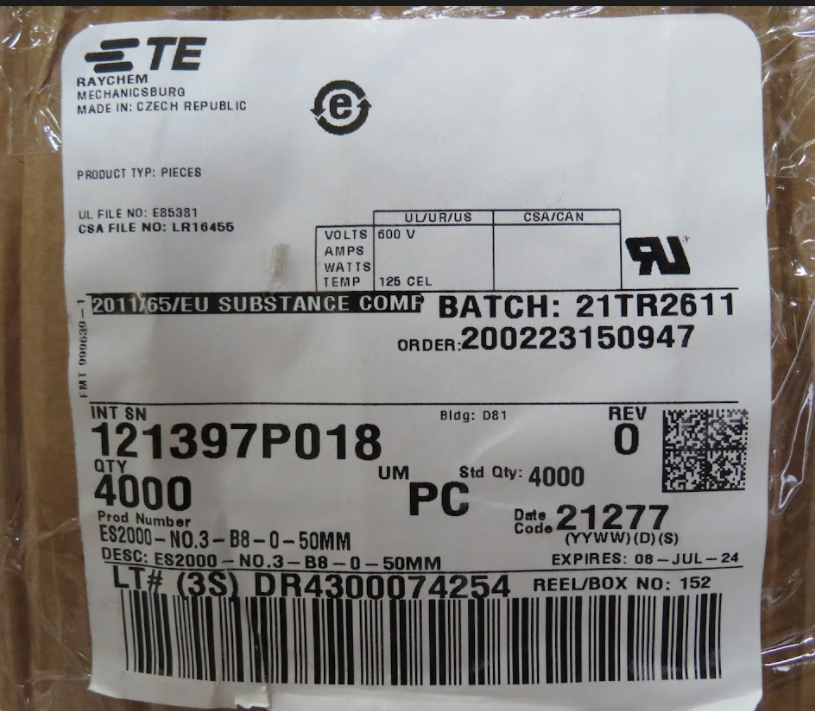 TE
RAYCHEM
MECHANICSBURG
MADE IN: CZECH REPUBLIC
e
PRODUCT TYP: PIECES
UL FILE NO: E85381
CSA FILE NO: LR16455
UL/UR/US CSA/CAN
VOLTS 600 V
AMPS
WATTS
TEMP 125 CEL
RU
2011/65/EU SUBSTANCE COMP
BATCH: 21TR2611
ORDER:200223150947
FMT 999639-1
INT SN Bldg: D81 REV
121397P018 0
QTY UM Std Qty: 4000
4000 PC
Prod Number Date Code 21277
ES2000-NO.3-B8-0-50MM (YYWW)(D)(S)
DESC: ES2000-NO.3-B8-0-50MM EXPIRES: 08-JUL-24
LT# (3S) DR4300074254 REEL/BOX NO: 152